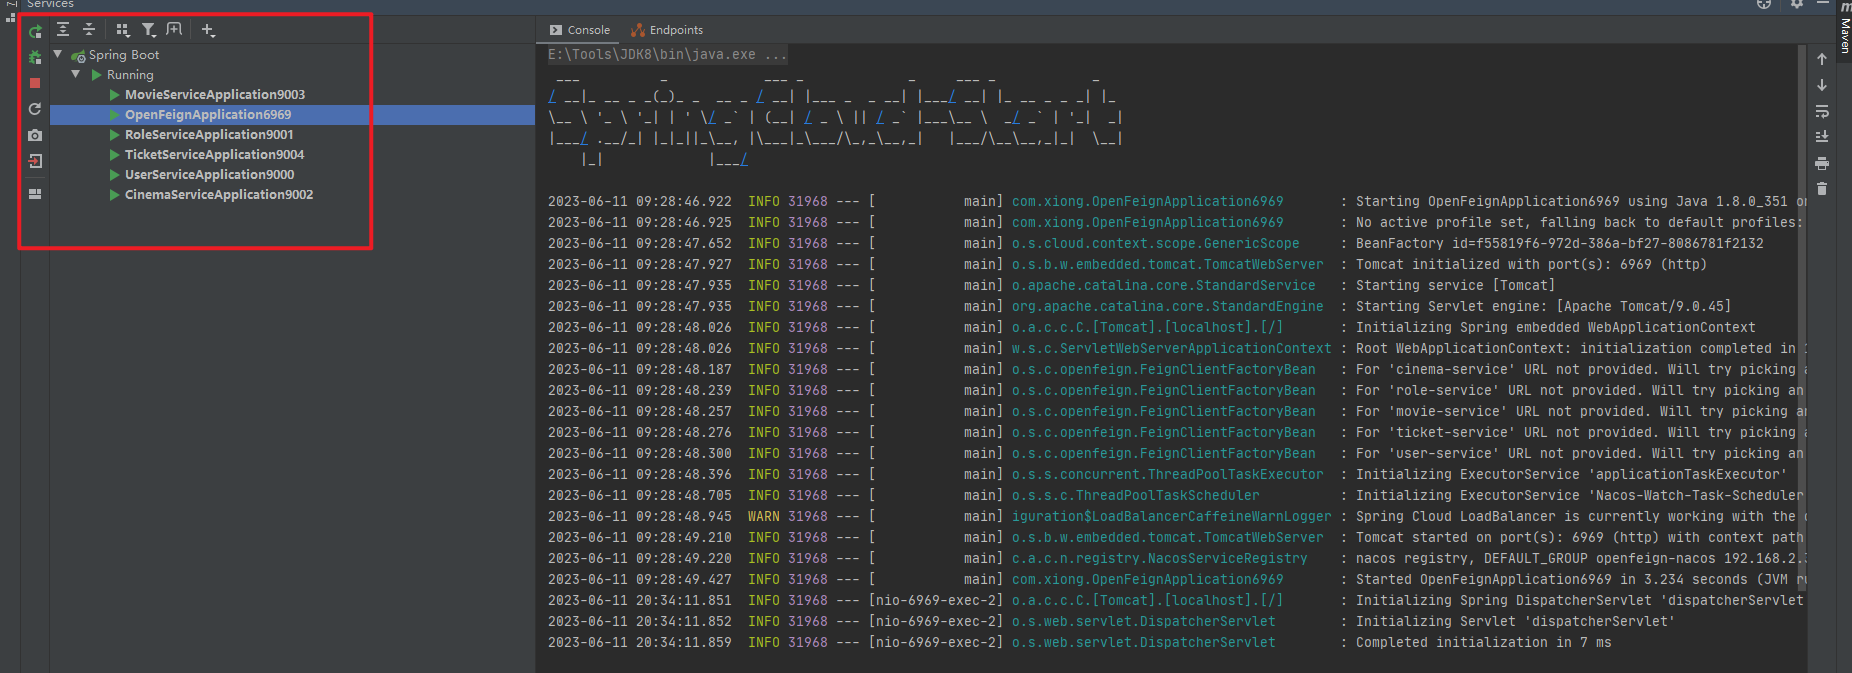 Services
Spring Boot
Running
MovieServiceApplication9003
OpenFeignApplication6969
RoleServiceApplication9001
TicketServiceApplication9004
UserServiceApplication9000
CinemaServiceApplication9002
Console Endpoints
E:\Tools\JDK8\bin\java.exe ...
2023-06-11 09:28:46.922  INFO 31968 --- [           main] com.xiong.OpenFeignApplication6969       : Starting OpenFeignApplication6969 using Java 1.8.0_351
2023-06-11 09:28:46.925  INFO 31968 --- [           main] com.xiong.OpenFeignApplication6969       : No active profile set, falling back to default profiles:
2023-06-11 09:28:47.652  INFO 31968 --- [           main] o.s.cloud.context.scope.GenericScope     : BeanFactory id=f55819f6-972d-386a-bf27-8086781f2132
2023-06-11 09:28:47.927  INFO 31968 --- [           main] o.s.b.w.embedded.tomcat.TomcatWebServer  : Tomcat initialized with port(s): 6969 (http)
2023-06-11 09:28:47.935  INFO 31968 --- [           main] o.apache.catalina.core.StandardService   : Starting service [Tomcat]
2023-06-11 09:28:47.935  INFO 31968 --- [           main] org.apache.catalina.core.StandardEngine  : Starting Servlet engine: [Apache Tomcat/9.0.45]
2023-06-11 09:28:48.026  INFO 31968 --- [           main] o.a.c.c.C.[Tomcat].[localhost].[/]       : Initializing Spring embedded WebApplicationContext
2023-06-11 09:28:48.026  INFO 31968 --- [           main] w.s.c.ServletWebServerApplicationContext : Root WebApplicationContext: initialization completed in
2023-06-11 09:28:48.187  INFO 31968 --- [           main] o.s.c.openfeign.FeignClientFactoryBean   : For 'cinema-service' URL not provided. Will try picking
2023-06-11 09:28:48.239  INFO 31968 --- [           main] o.s.c.openfeign.FeignClientFactoryBean   : For 'role-service' URL not provided. Will try picking an
2023-06-11 09:28:48.257  INFO 31968 --- [           main] o.s.c.openfeign.FeignClientFactoryBean   : For 'movie-service' URL not provided. Will try picking
2023-06-11 09:28:48.276  INFO 31968 --- [           main] o.s.c.openfeign.FeignClientFactoryBean   : For 'ticket-service' URL not provided. Will try picking
2023-06-11 09:28:48.300  INFO 31968 --- [           main] o.s.c.openfeign.FeignClientFactoryBean   : For 'user-service' URL not provided. Will try picking an
2023-06-11 09:28:48.396  INFO 31968 --- [           main] o.s.s.concurrent.ThreadPoolTaskExecutor  : Initializing ExecutorService 'applicationTaskExecutor'
2023-06-11 09:28:48.705  INFO 31968 --- [           main] o.s.s.c.ThreadPoolTaskScheduler          : Initializing ExecutorService 'Nacos-Watch-Task-Scheduler
2023-06-11 09:28:48.945  WARN 31968 --- [           main] iguration$LoadBalancerCaffeineWarnLogger : Spring Cloud LoadBalancer is currently working with the
2023-06-11 09:28:49.210  INFO 31968 --- [           main] o.s.b.w.embedded.tomcat.TomcatWebServer  : Tomcat started on port(s): 6969 (http) with context path
2023-06-11 09:28:49.220  INFO 31968 --- [           main] c.a.c.n.registry.NacosServiceRegistry    : nacos registry, DEFAULT_GROUP openfeign-nacos 192.168.2.
2023-06-11 09:28:49.427  INFO 31968 --- [           main] com.xiong.OpenFeignApplication6969       : Started OpenFeignApplication6969 in 3.234 seconds (JVM
2023-06-11 20:34:11.851  INFO 31968 --- [nio-6969-exec-2] o.a.c.c.C.[Tomcat].[localhost].[/]       : Initializing Spring DispatcherServlet 'dispatcherServlet
2023-06-11 20:34:11.852  INFO 31968 --- [nio-6969-exec-2] o.s.web.servlet.DispatcherServlet        : Initializing Servlet 'dispatcherServlet'
2023-06-11 20:34:11.859  INFO 31968 --- [nio-6969-exec-2] o.s.web.servlet.DispatcherServlet        : Completed initialization in 7 ms
Maven